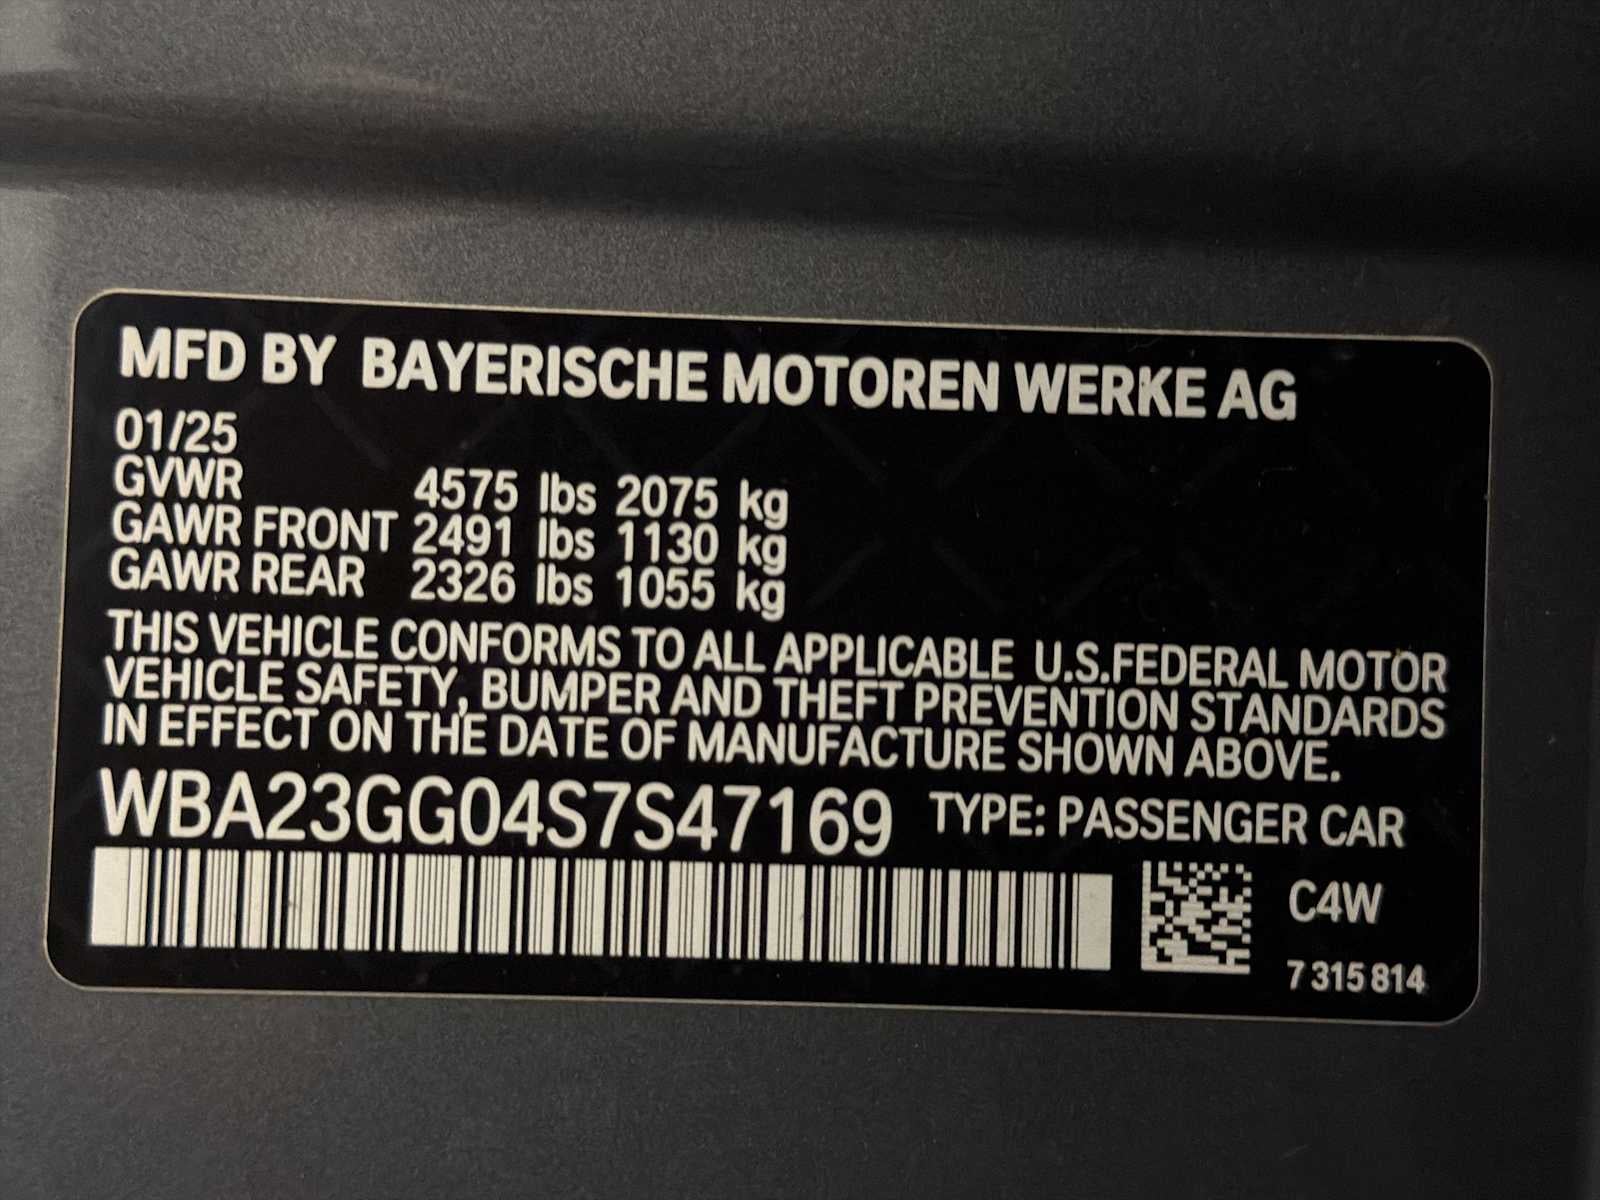 MFD BY BAYERISCHE MOTOREN WERKE AG
01/25
GVWR 4575 lbs 2075 kg
GAWR FRONT 2491 lbs 1130 kg
GAWR REAR 2326 lbs 1055 kg
THIS VEHICLE CONFORMS TO ALL APPLICABLE U.S.FEDERAL MOTOR
VEHICLE SAFETY, BUMPER AND THEFT PREVENTION STANDARDS
IN EFFECT ON THE DATE OF MANUFACTURE SHOWN ABOVE.
WBA23GG04S7S47169 TYPE: PASSENGER CAR
C4W
7 315 814